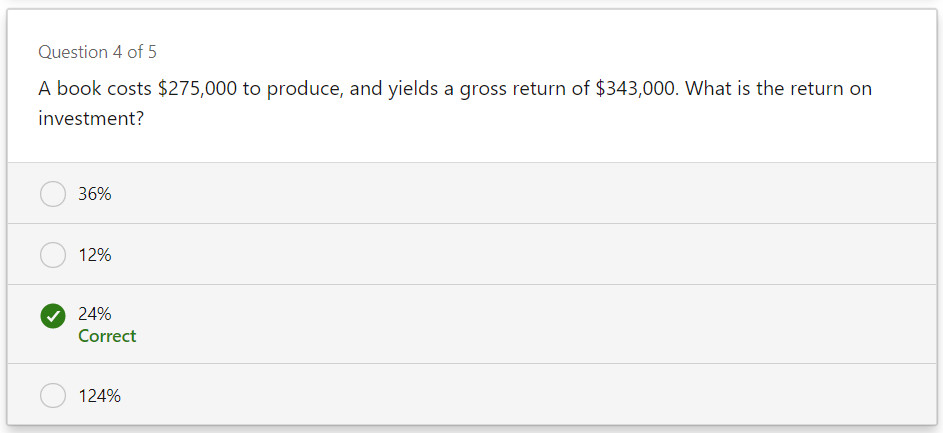 Question 4 of 5
A book costs $275,000 to produce, and yields a gross return of $343,000. What is the return on
investment?
36%
12%
24%
Correct
124%